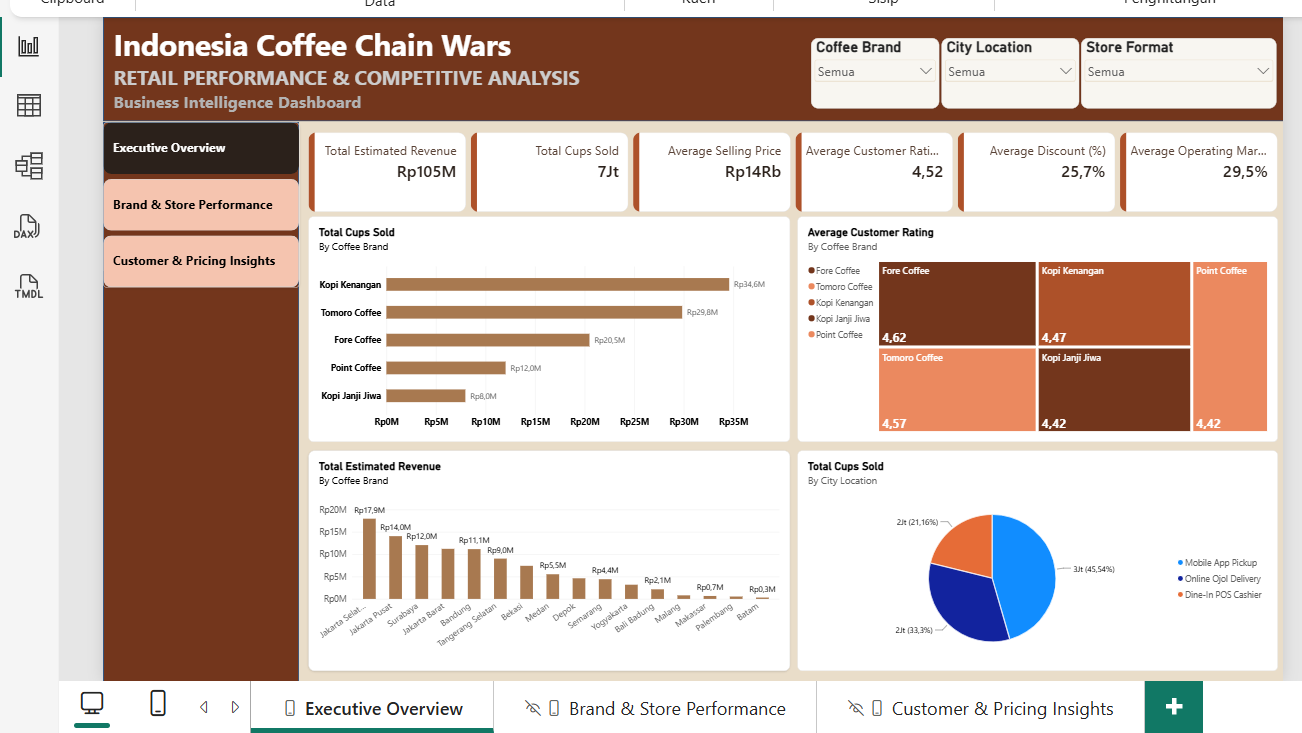 Clipboard
Data
Kueri
Sisip
Penghitungan
Indonesia Coffee Chain Wars
RETAIL PERFORMANCE & COMPETITIVE ANALYSIS
Business Intelligence Dashboard
Coffee Brand
Semua
City Location
Semua
Store Format
Semua
DAX
TMDL
Executive Overview
Brand & Store Performance
Customer & Pricing Insights
Total Estimated Revenue
Rp105M
Total Cups Sold
7Jt
Average Selling Price
Rp14Rb
Average Customer Rati...
4,52
Average Discount (%)
25,7%
Average Operating Mar...
29,5%
Total Cups Sold
By Coffee Brand
Kopi Kenangan
Rp34,6M
Tomoro Coffee
Rp29,8M
Fore Coffee
Rp20,5M
Point Coffee
Rp12,0M
Kopi Janji Jiwa
Rp8,0M
Rp0M Rp5M Rp10M Rp15M Rp20M Rp25M Rp30M Rp35M
Average Customer Rating
By Coffee Brand
Fore Coffee
Tomoro Coffee
Kopi Kenangan
Kopi Janji Jiwa
Point Coffee
Fore Coffee
4,62
Kopi Kenangan
4,47
Point Coffee
4,42
Tomoro Coffee
4,57
Kopi Janji Jiwa
4,42
Total Estimated Revenue
By Coffee Brand
Rp20M
Rp15M
Rp10M
Rp5M
Rp0M
Rp17,9M
Rp14,0M
Rp12,0M
Rp11,1M
Rp9,0M
Rp5,5M
Rp4,4M
Rp2,1M
Rp0,7M
Rp0,3M
Jakarta Selat...
Jakarta Pusat
Surabaya
Jakarta Barat
Bandung
Tangerang Selatan
Bekasi
Medan
Depok
Semarang
Yogyakarta
Bali Badung
Malang
Makassar
Palembang
Batam
Total Cups Sold
By City Location
2Jt (21,16%)
3Jt (45,54%)
2Jt (33,3%)
Mobile App Pickup
Online Ojol Delivery
Dine-In POS Cashier
Executive Overview
Brand & Store Performance
Customer & Pricing Insights